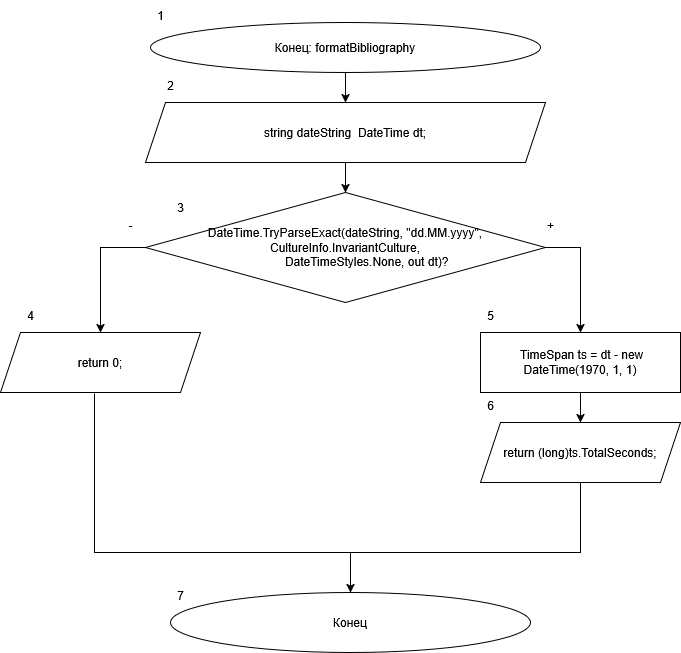 1
Конец: formatBibliography
2
string dateString  DateTime dt;
3
DateTime.TryParseExact(dateString, "dd.MM.yyyy",
CultureInfo.InvariantCulture,
DateTimeStyles.None, out dt)?
-
+
4
return 0;
5
TimeSpan ts = dt - new
DateTime(1970, 1, 1)
6
return (long)ts.TotalSeconds;
7
Конец